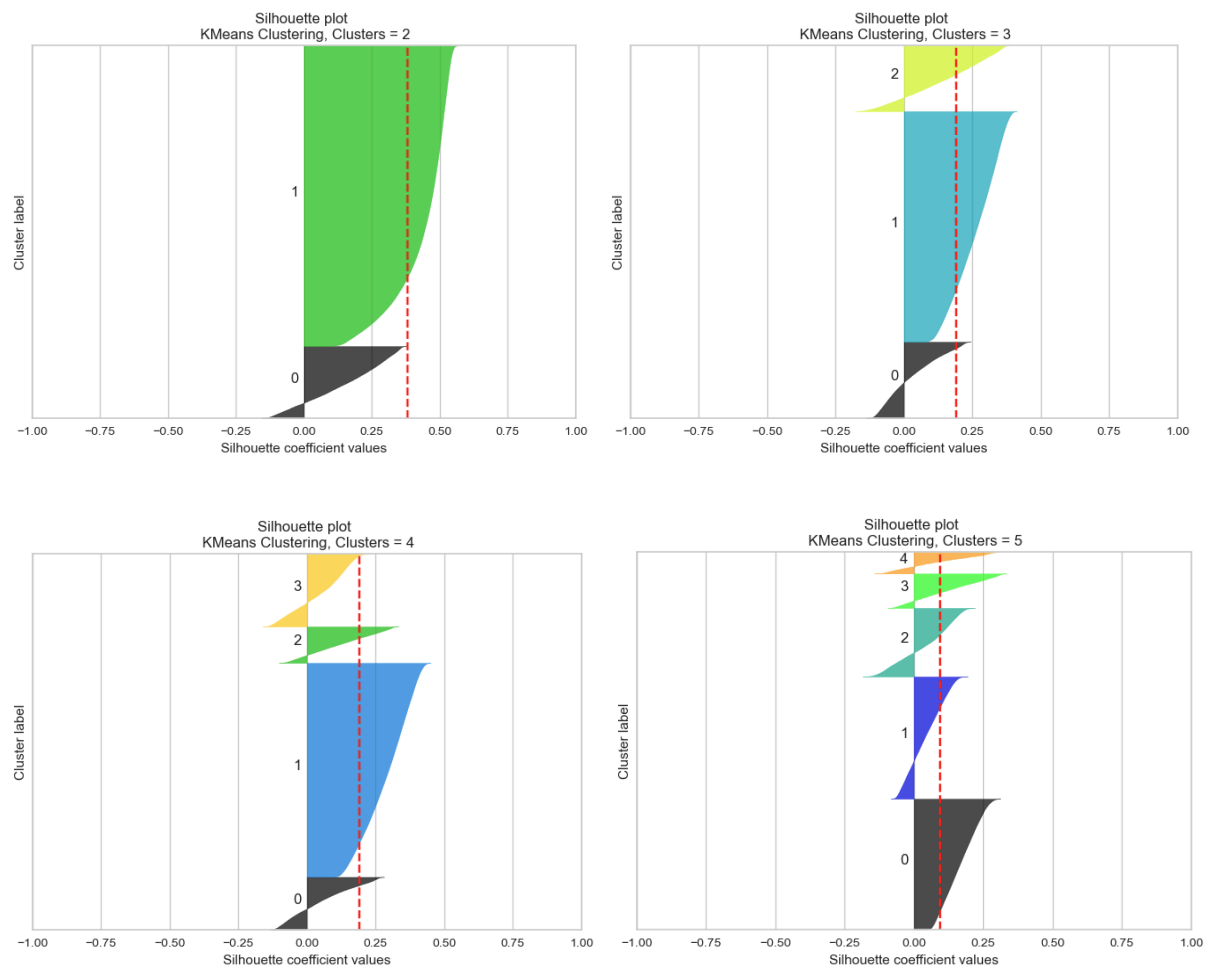 Silhouette plot
KMeans Clustering, Clusters = 2
Cluster label
1
0
−1.00 −0.75 −0.50 −0.25 0.00 0.25 0.50 0.75 1.00
Silhouette coefficient values
Silhouette plot
KMeans Clustering, Clusters = 3
Cluster label
2
1
0
−1.00 −0.75 −0.50 −0.25 0.00 0.25 0.50 0.75 1.00
Silhouette coefficient values
Silhouette plot
KMeans Clustering, Clusters = 4
Cluster label
3
2
1
0
−1.00 −0.75 −0.50 −0.25 0.00 0.25 0.50 0.75 1.00
Silhouette coefficient values
Silhouette plot
KMeans Clustering, Clusters = 5
Cluster label
4
3
2
1
0
−1.00 −0.75 −0.50 −0.25 0.00 0.25 0.50 0.75 1.00
Silhouette coefficient values